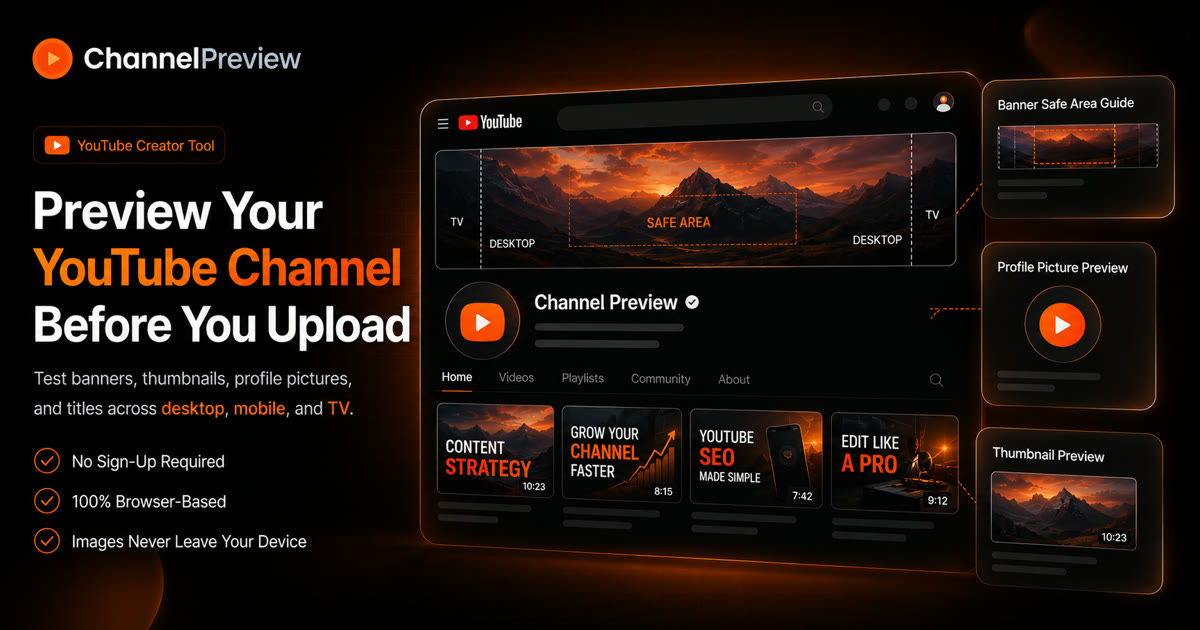 ChannelPreview
YouTube Creator Tool
Preview Your
YouTube Channel
Before You Upload
Test banners, thumbnails, profile pictures,
and titles across desktop, mobile, and TV.
No Sign-Up Required
100% Browser-Based
Images Never Leave Your Device
YouTube
TV
DESKTOP
SAFE AREA
DESKTOP
TV
Channel Preview
Home Videos Playlists Community About
CONTENT
STRATEGY
10:23
GROW YOUR
CHANNEL
FASTER
8:15
YOUTUBE
SEO
MADE SIMPLE
7:42
EDIT LIKE
A PRO
9:12
Banner Safe Area Guide
Profile Picture Preview
Thumbnail Preview
10:23